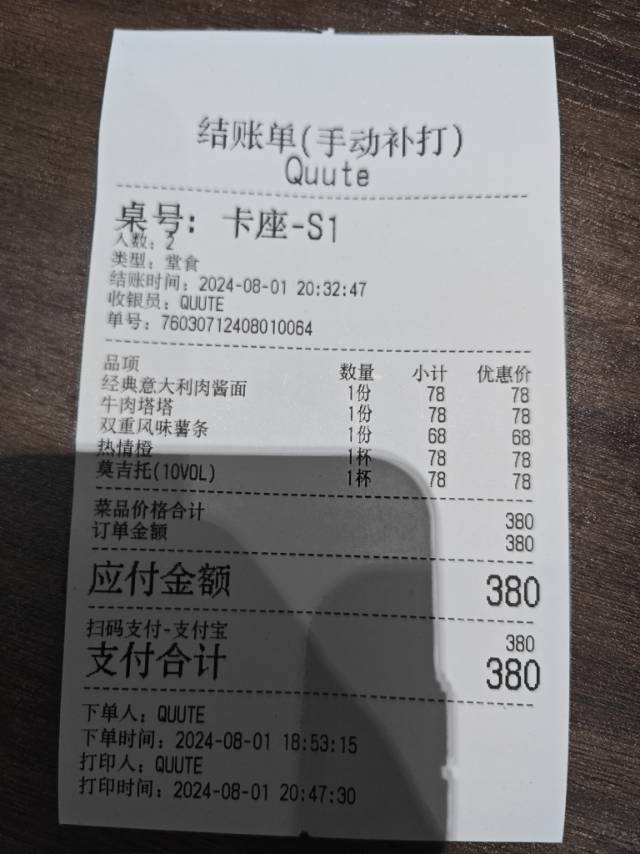 结账单(手动补打)
Quute
桌号: 卡座-S1
人数: 2
类型: 堂食
结账时间: 2024-08-01 20:32:47
收银员: QUUTE
单号: 76030712408010064
品项 数量 小计 优惠价
经典意大利肉酱面 1份 78 78
牛肉塔塔 1份 78 78
双重风味薯条 1份 68 68
热情橙 1杯 78 78
莫吉托(10VOL) 1杯 78 78
菜品价格合计 380
订单金额 380
应付金额 380
扫码支付-支付宝 380
支付合计 380
下单人: QUUTE
下单时间: 2024-08-01 18:53:15
打印人: QUUTE
打印时间: 2024-08-01 20:47:30